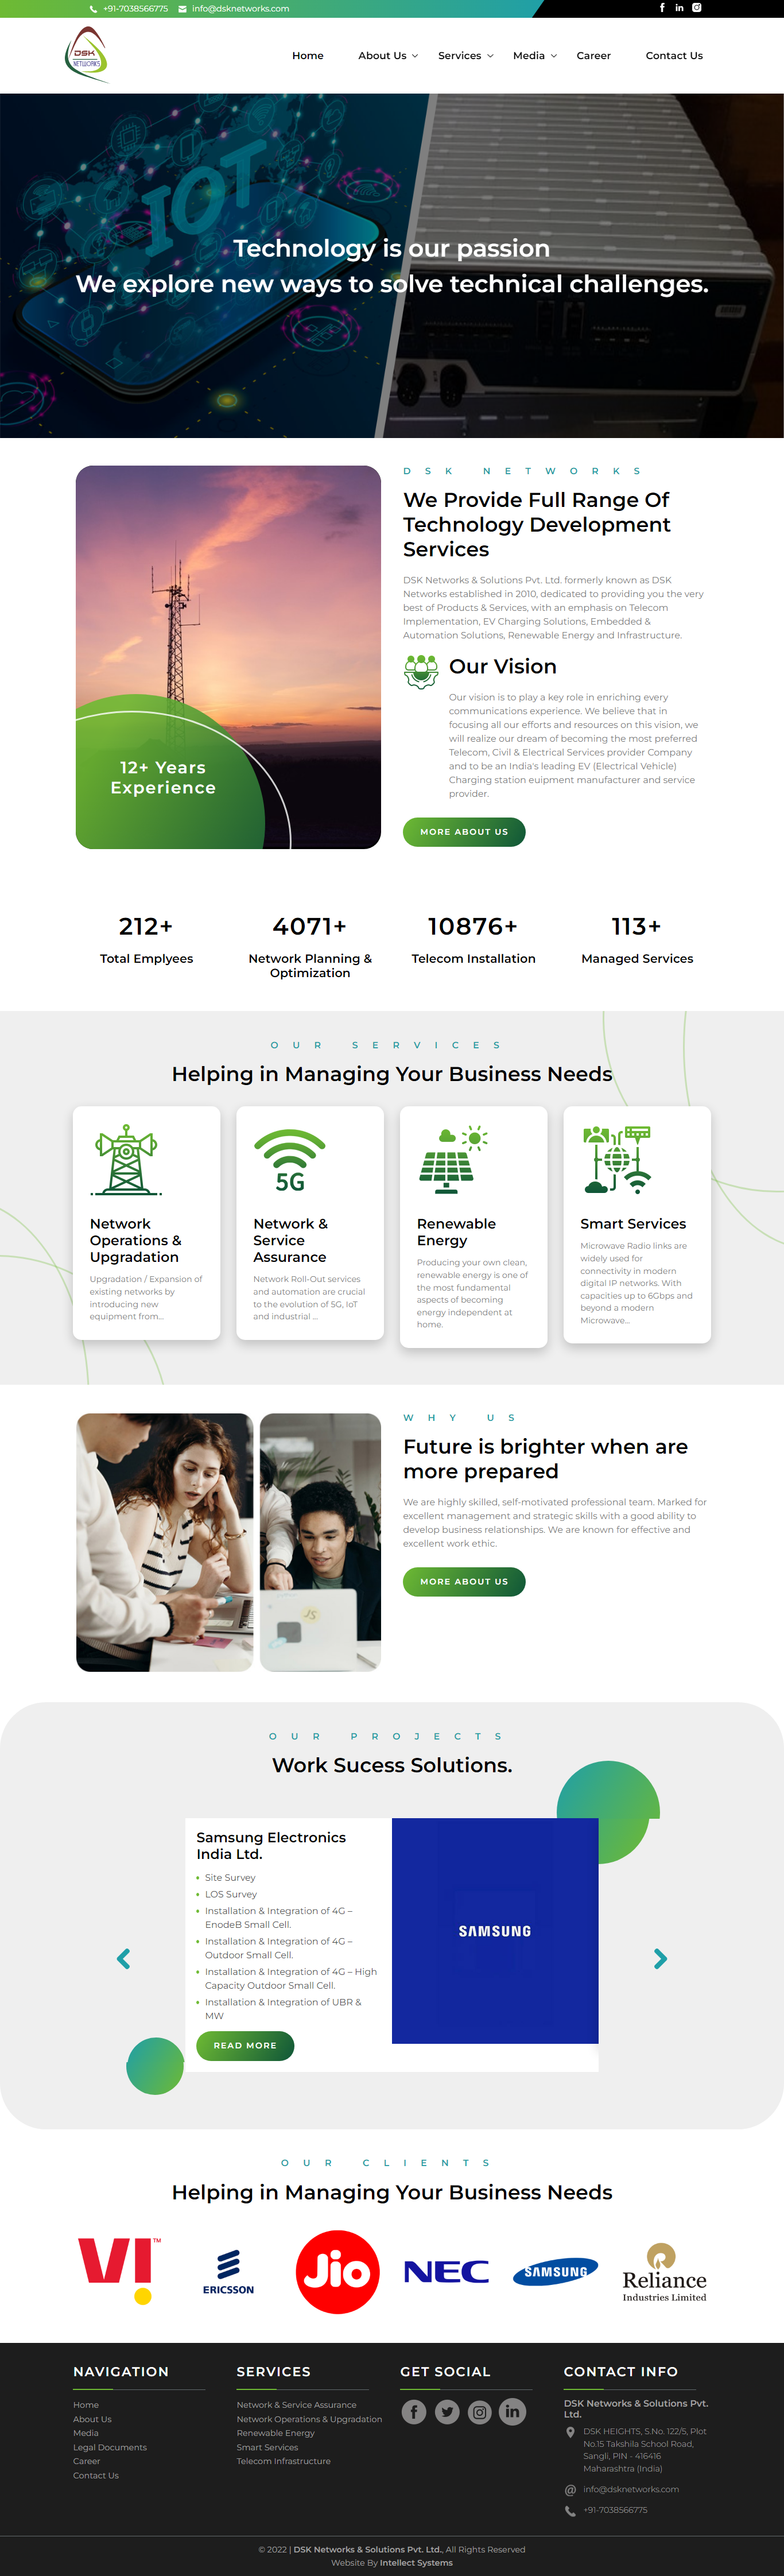 +91-7038566775 info@dsknetworks.com
DSK
NETWORKS
Home About Us Services Media Career Contact Us
IOT
Technology is our passion
We explore new ways to solve technical challenges.
12+ Years
Experience
DSK NETWORKS
We Provide Full Range Of
Technology Development
Services
DSK Networks & Solutions Pvt. Ltd. formerly known as DSK
Networks established in 2010, dedicated to providing you the very
best of Products & Services, with an emphasis on Telecom
Implementation, EV Charging Solutions, Embedded &
Automation Solutions, Renewable Energy and Infrastructure.
Our Vision
Our vision is to play a key role in enriching every
communications experience. We believe that in
focusing all our efforts and resources on this vision, we
will realize our dream of becoming the most preferred
Telecom, Civil & Electrical Services provider Company
and to be an India's leading EV (Electrical Vehicle)
Charging station euipment manufacturer and service
provider.
MORE ABOUT US
212+
Total Emplyees
4071+
Network Planning &
Optimization
10876+
Telecom Installation
113+
Managed Services
OUR SERVICES
Helping in Managing Your Business Needs
Network
Operations &
Upgradation
Upgradation / Expansion of
existing networks by
introducing new
equipment from...
5G
Network &
Service
Assurance
Network Roll-Out services
and automation are crucial
to the evolution of 5G, IoT
and industrial ...
Renewable
Energy
Producing your own clean,
renewable energy is one of
the most fundamental
aspects of becoming
energy independent at
home.
Smart Services
Microwave Radio links are
widely used for
connectivity in modern
digital IP networks. With
capacities up to 6Gbps and
beyond a modern
Microwave...
JS
WHY US
Future is brighter when are
more prepared
We are highly skilled, self-motivated professional team. Marked for
excellent management and strategic skills with a good ability to
develop business relationships. We are known for effective and
excellent work ethic.
MORE ABOUT US
OUR PROJECTS
Work Sucess Solutions.
Samsung Electronics
India Ltd.
Site Survey
LOS Survey
Installation & Integration of 4G –
EnodeB Small Cell.
Installation & Integration of 4G –
Outdoor Small Cell.
Installation & Integration of 4G – High
Capacity Outdoor Small Cell.
Installation & Integration of UBR &
MW
READ MORE
SAMSUNG
OUR CLIENTS
Helping in Managing Your Business Needs
VI™
ERICSSON
Jio
NEC
SAMSUNG
Reliance
Industries Limited
NAVIGATION
Home
About Us
Media
Legal Documents
Career
Contact Us
SERVICES
Network & Service Assurance
Network Operations & Upgradation
Renewable Energy
Smart Services
Telecom Infrastructure
GET SOCIAL
CONTACT INFO
DSK Networks & Solutions Pvt.
Ltd.
DSK HEIGHTS, S.No. 122/5, Plot
No.15 Takshila School Road,
Sangli, PIN - 416416
Maharashtra (India)
info@dsknetworks.com
+91-7038566775
© 2022 | DSK Networks & Solutions Pvt. Ltd., All Rights Reserved
Website By Intellect Systems